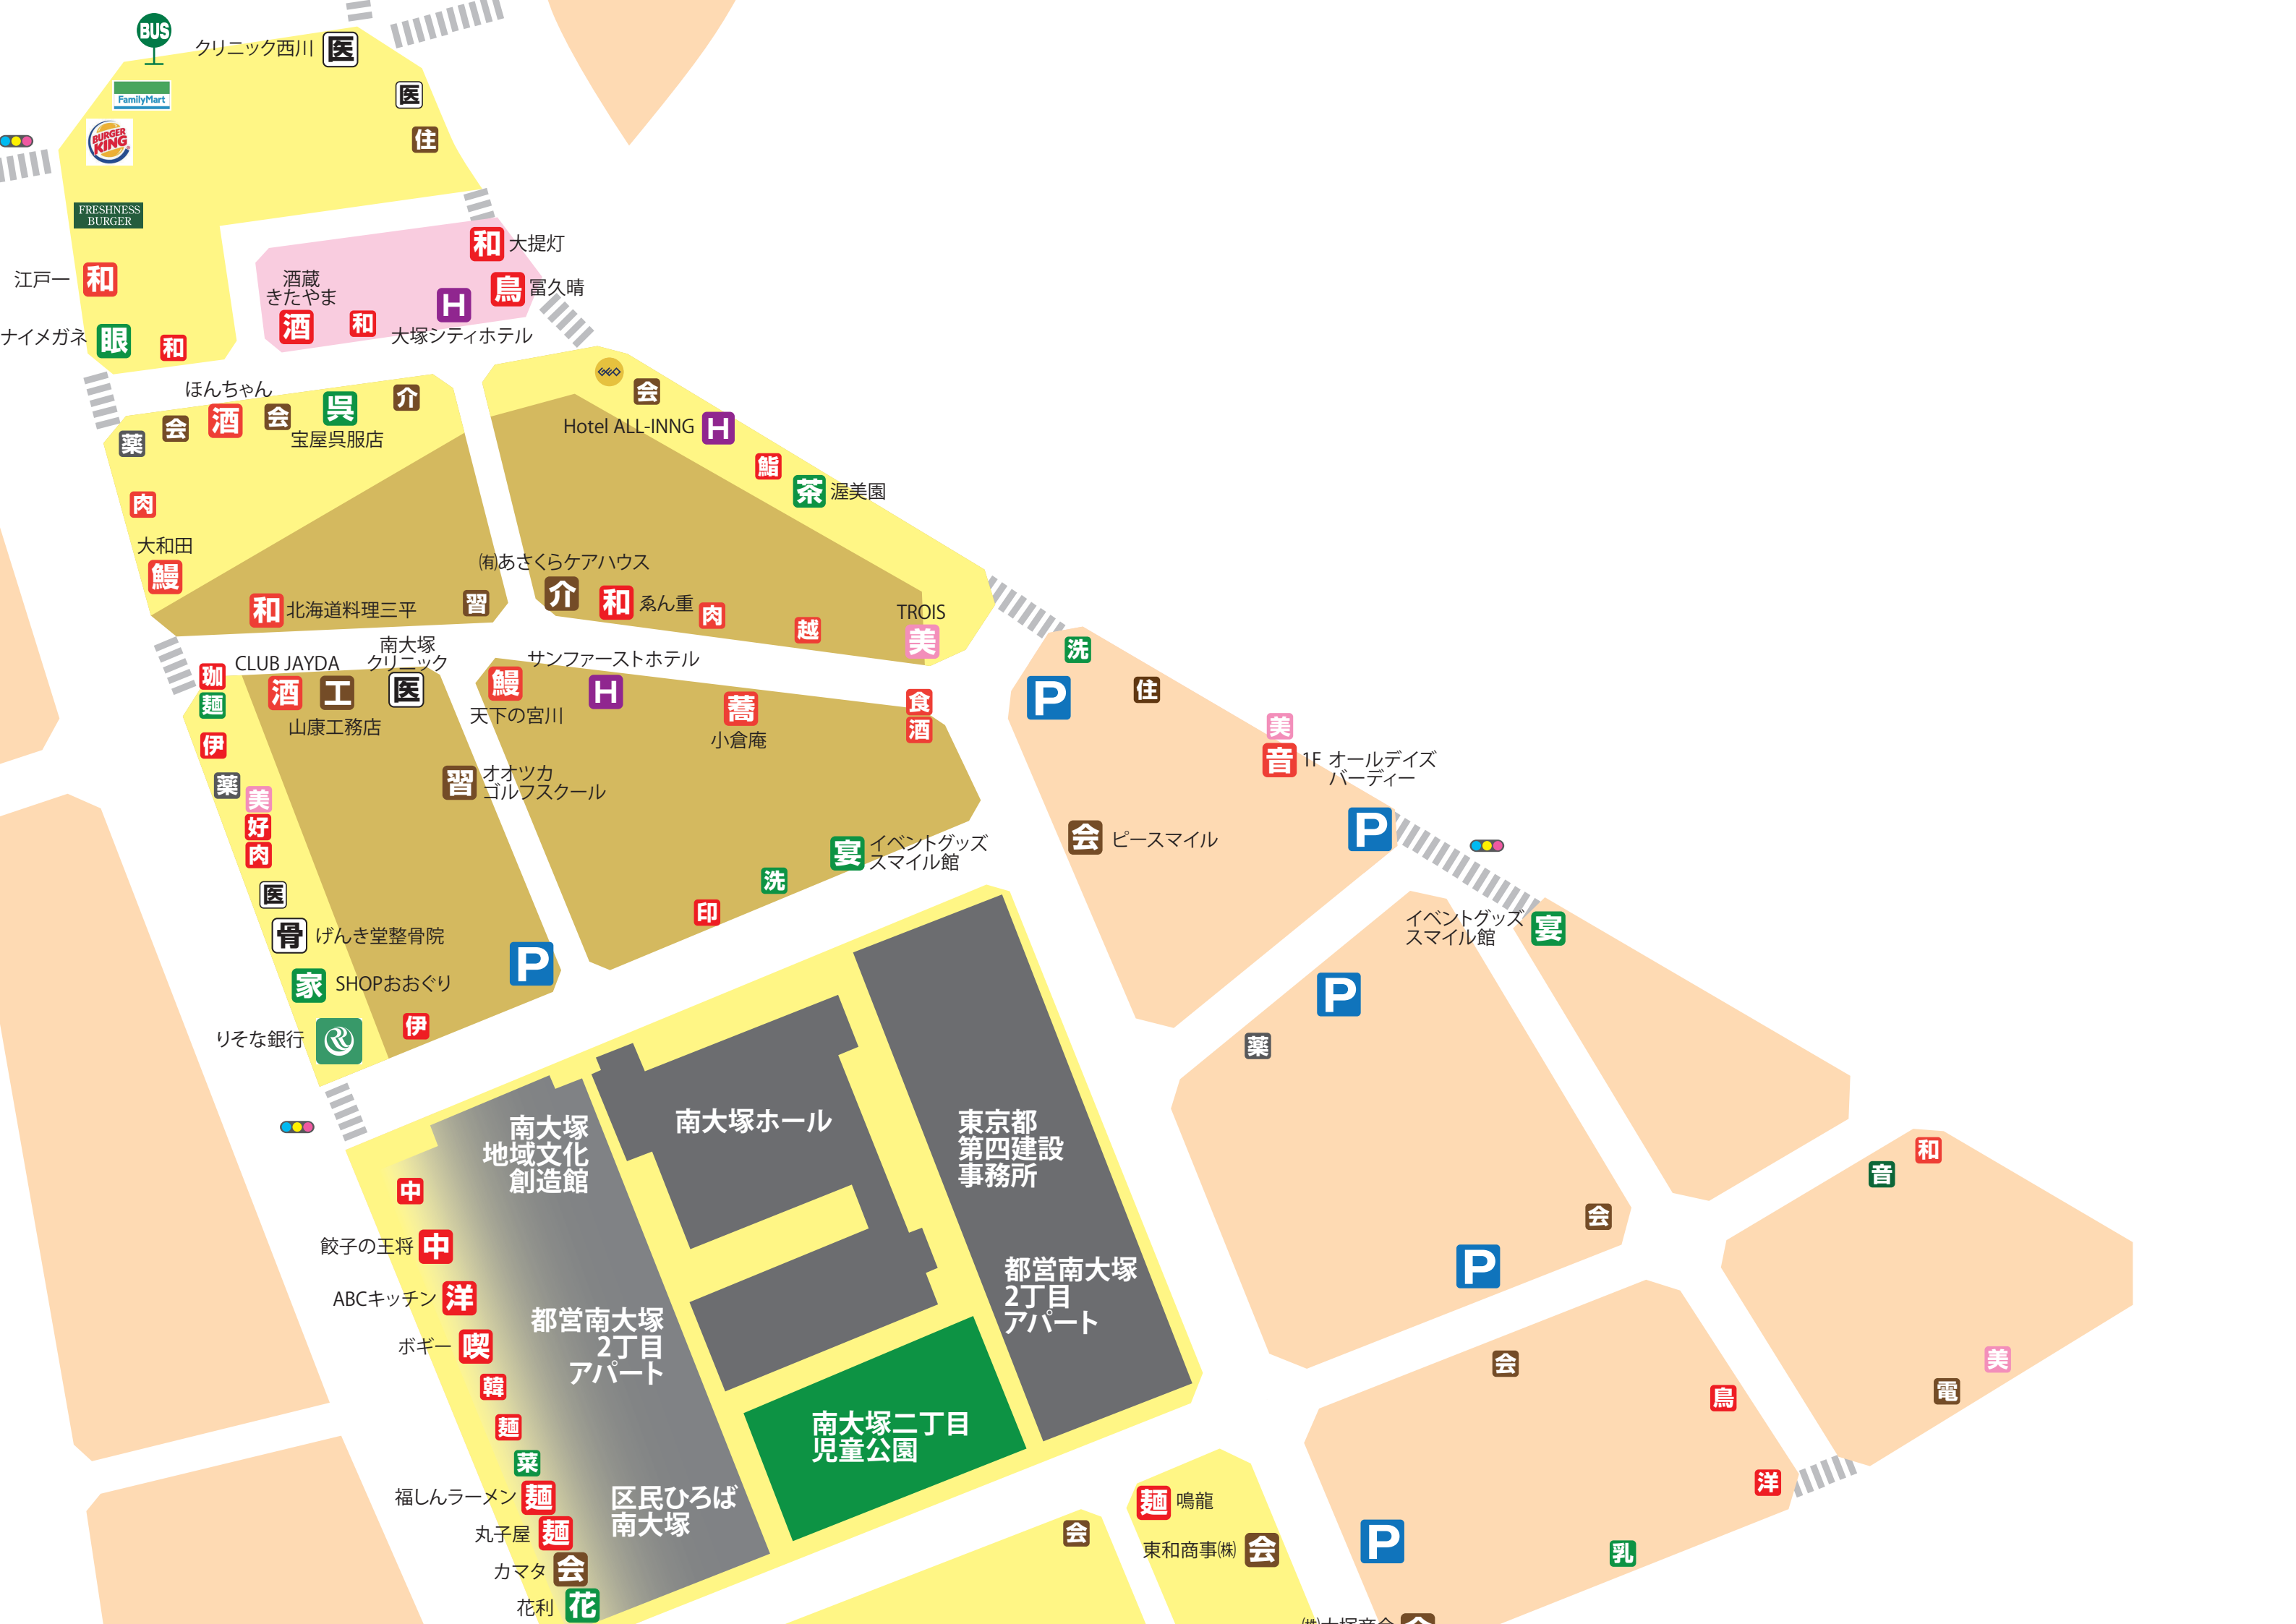 BUS
クリニック西川
医
FamilyMart
医
BURGER
KING
住
FRESHNESS
BURGER
和
大提灯
江戸一
和
酒蔵
きたやま
鳥
冨久晴
H
酒
和
大塚シティホテル
ナイメガネ
眼
和
GEO
ほんちゃん
会
介
薬
会
酒
会
呉
宝屋呉服店
Hotel ALL-INNG
H
鮨
茶
渥美園
肉
大和田
鰻
㈲あさくらケアハウス
介
和
ゑん重
肉
越
TROIS
美
和
北海道料理三平
習
南大塚
クリニック
CLUB JAYDA
珈
麺
酒
工
医
山康工務店
鰻
天下の宮川
サンファーストホテル
H
蕎
小倉庵
食
酒
洗
P
住
美
音
1F オールデイズ
バーディー
伊
薬
美
好
肉
習
オオツカ
ゴルフスクール
会
ピースマイル
P
宴
イベントグッズ
スマイル館
洗
印
医
骨
げんき堂整骨院
家
SHOPおおぐり
P
りそな銀行
伊
イベントグッズ
スマイル館
宴
P
薬
南大塚
地域文化
創造館
南大塚ホール
東京都
第四建設
事務所
和
音
会
中
餃子の王将
中
ABCキッチン
洋
ボギー
喫
韓
麺
菜
都営南大塚
2丁目
アパート
都営南大塚
2丁目
アパート
P
会
美
電
鳥
南大塚二丁目
児童公園
洋
福しんラーメン
麺
丸子屋
麺
カマタ
会
花利
花
区民ひろば
南大塚
会
麺
鳴龍
東和商事㈱
会
P
乳
㈱大塚商会
会